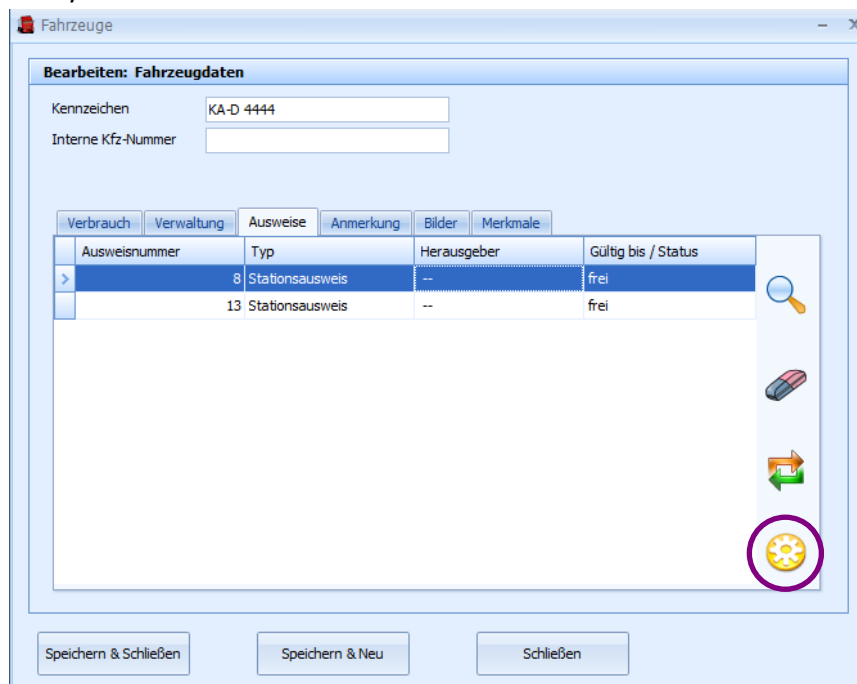 Fahrzeuge
Bearbeiten: Fahrzeugdaten
Kennzeichen KA-D 4444
Interne Kfz-Nummer
Verbrauch Verwaltung Ausweise Anmerkung Bilder Merkmale
Ausweisnummer Typ Herausgeber Gültig bis / Status
8 Stationsausweis -- frei
13 Stationsausweis -- frei
Speichern & Schließen Speichern & Neu Schließen